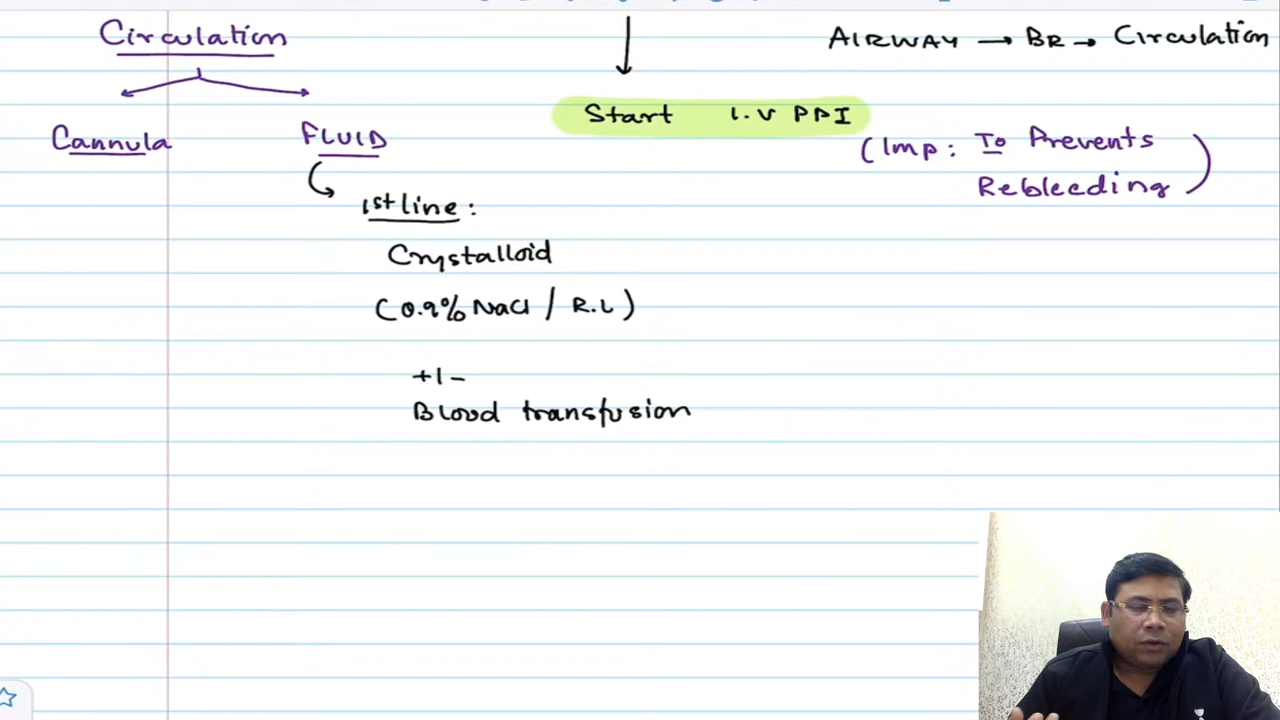 Circulation
AIRWAY → BR → Circulation
Start I.V PPI
Cannula
FLUID
(Imp: To Prevents
Rebleeding)
1st line:
Crystalloid
(0.9% NaCl / R.L)
+/-
Blood transfusion